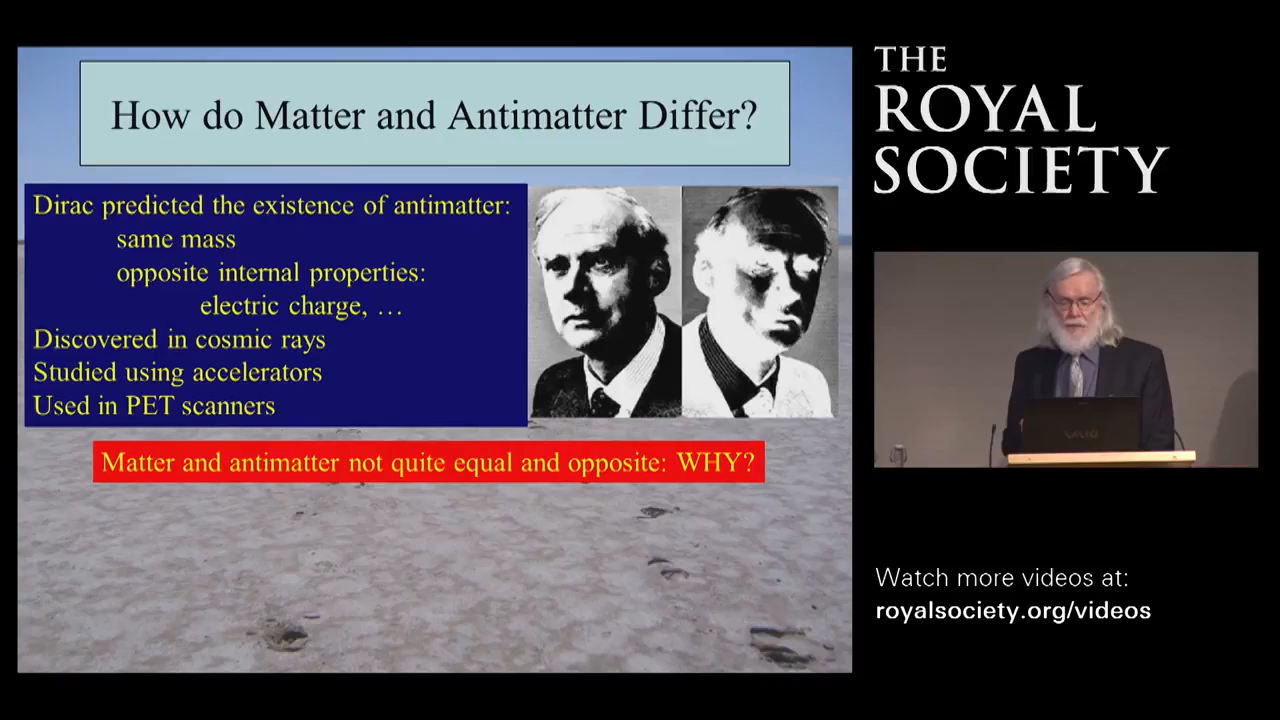 How do Matter and Antimatter Differ?
Dirac predicted the existence of antimatter:
same mass
opposite internal properties:
electric charge, …
Discovered in cosmic rays
Studied using accelerators
Used in PET scanners
Matter and antimatter not quite equal and opposite: WHY?
THE
ROYAL
SOCIETY
VAIO
Watch more videos at:
royalsociety.org/videos